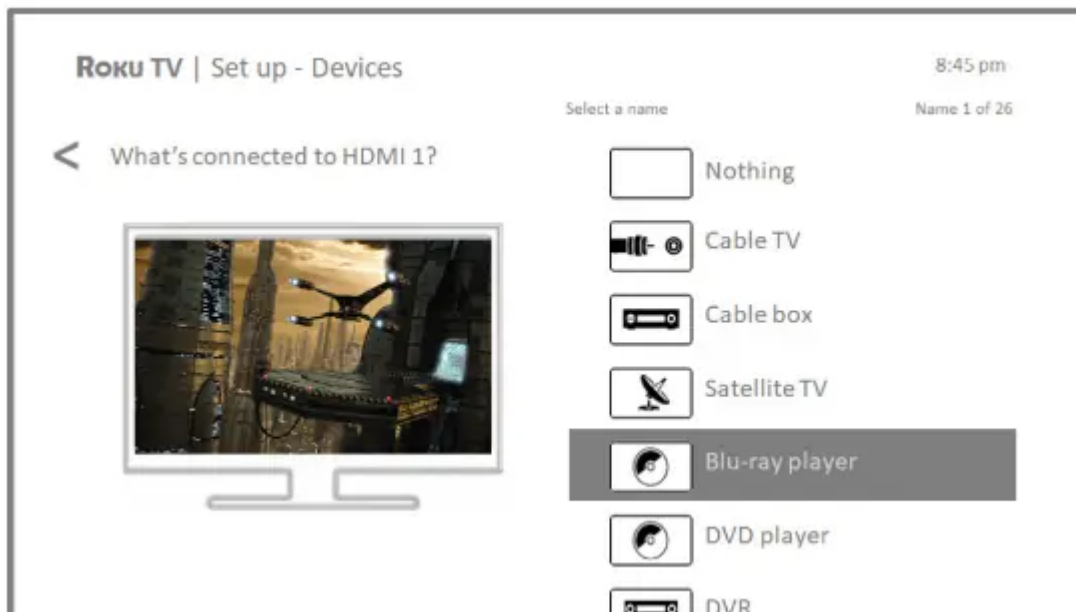 Roku TV | Set up - Devices
8:45 pm
Select a name
Name 1 of 26
< What's connected to HDMI 1?
Nothing
Cable TV
Cable box
Satellite TV
Blu-ray player
DVD player
DVR